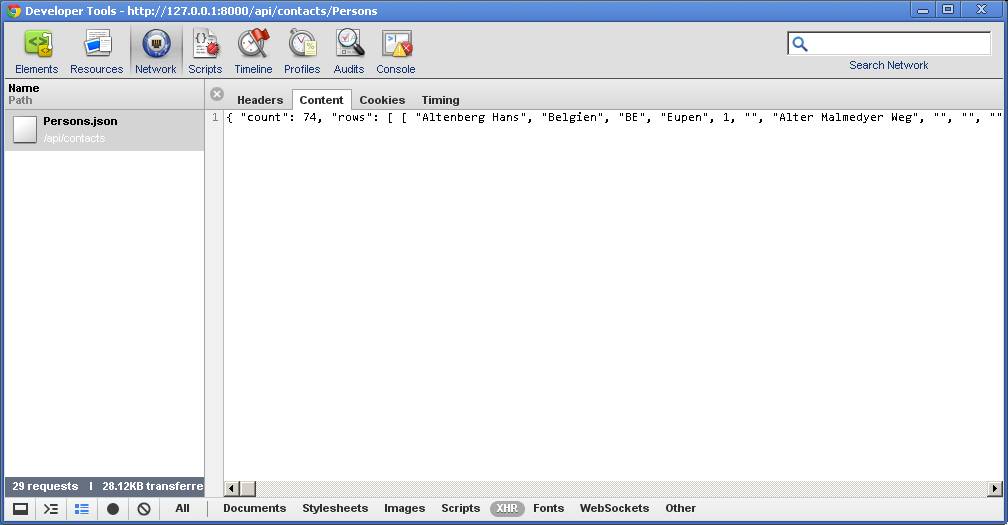 Developer Tools - http://127.0.0.1:8000/api/contacts/Persons
Elements Resources Network Scripts Timeline Profiles Audits Console
Search Network
Name
Path
Headers Content Cookies Timing
Persons.json
/api/contacts
1 { "count": 74, "rows": [ [ "Altenberg Hans", "Belgien", "BE", "Eupen", 1, "", "Alter Malmedyer Weg", "", "", ""
29 requests | 28.12KB transferre
All Documents Stylesheets Images Scripts XHR Fonts WebSockets Other